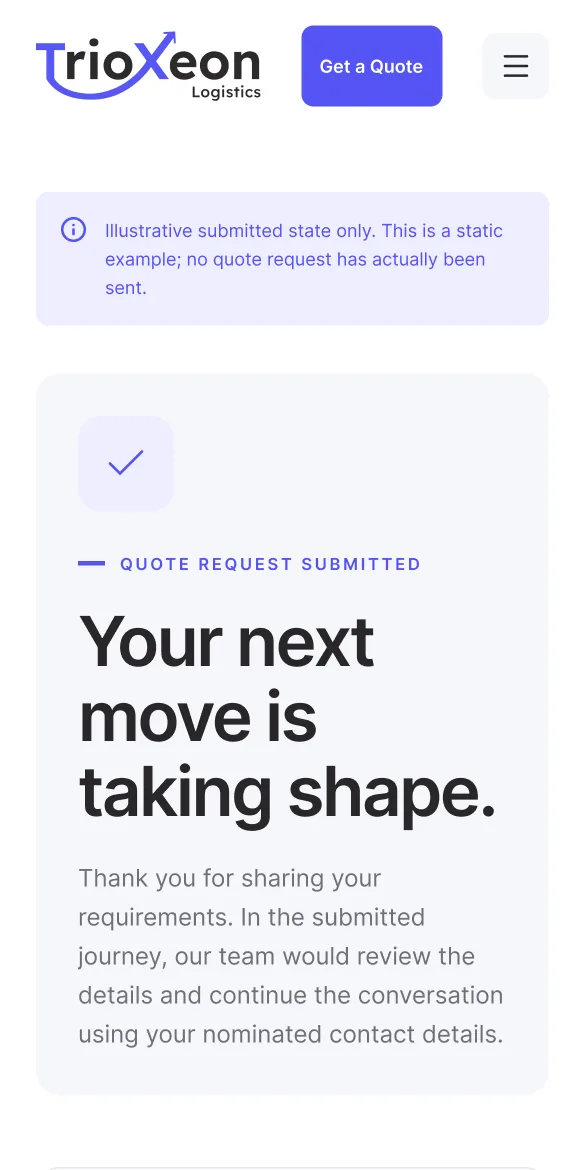 TrioXeon
Logistics
Get a Quote
Illustrative submitted state only. This is a static
example; no quote request has actually been
sent.
QUOTE REQUEST SUBMITTED
Your next
move is
taking shape.
Thank you for sharing your
requirements. In the submitted
journey, our team would review the
details and continue the conversation
using your nominated contact details.